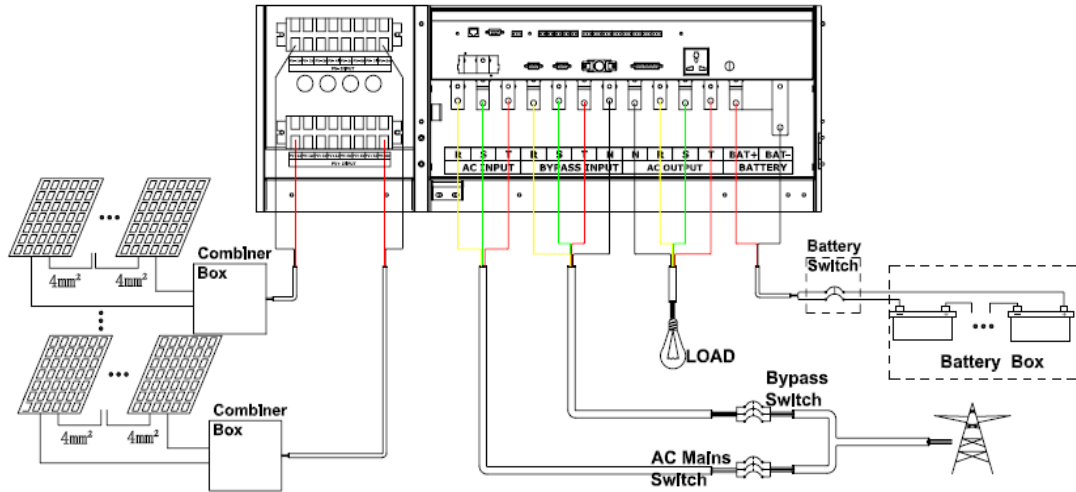 R S T R S T N N R S T BAT+ BAT-
AC INPUT BYPASS INPUT AC OUTPUT BATTERY
Combiner
Box
4mm²
4mm²
Battery
Switch
Battery Box
LOAD
Bypass
Switch
Combiner
Box
4mm²
4mm²
AC Mains
Switch